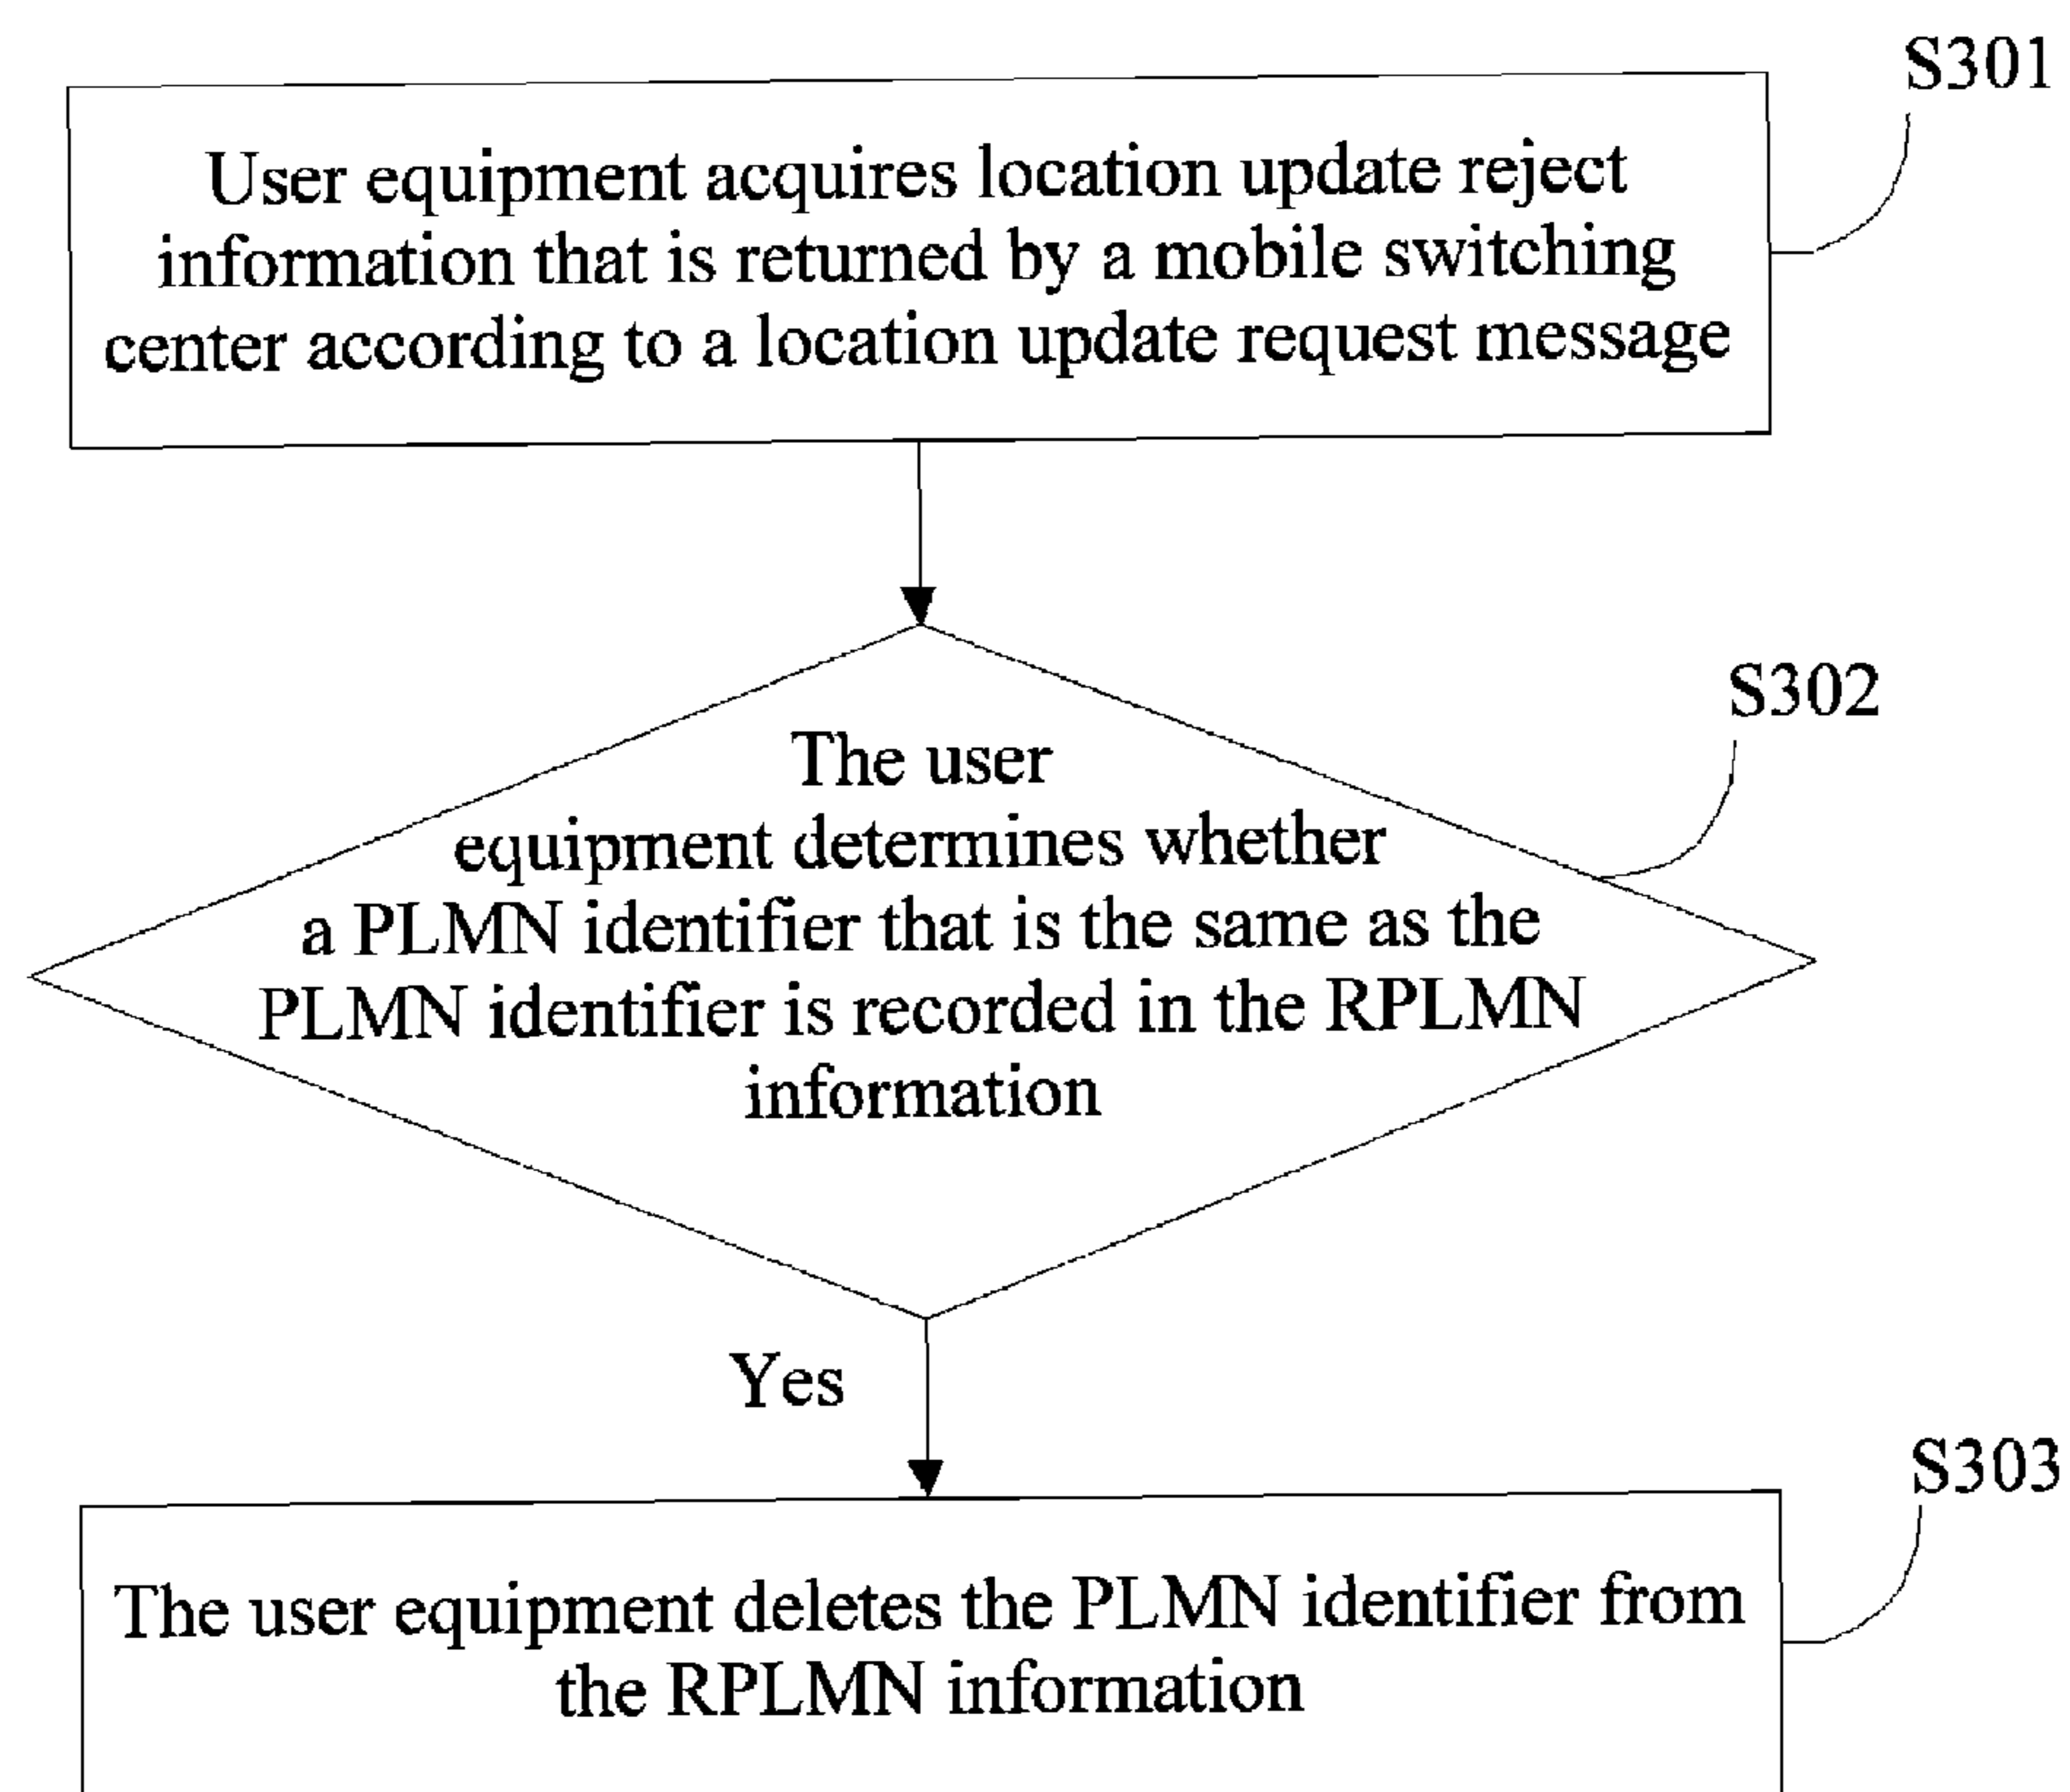 S301
User equipment acquires location update reject
information that is returned by a mobile switching
center according to a location update request message
S302
The user
equipment determines whether
a PLMN identifier that is the same as the
PLMN identifier is recorded in the RPLMN
information
Yes
S303
The user equipment deletes the PLMN identifier from
the RPLMN information